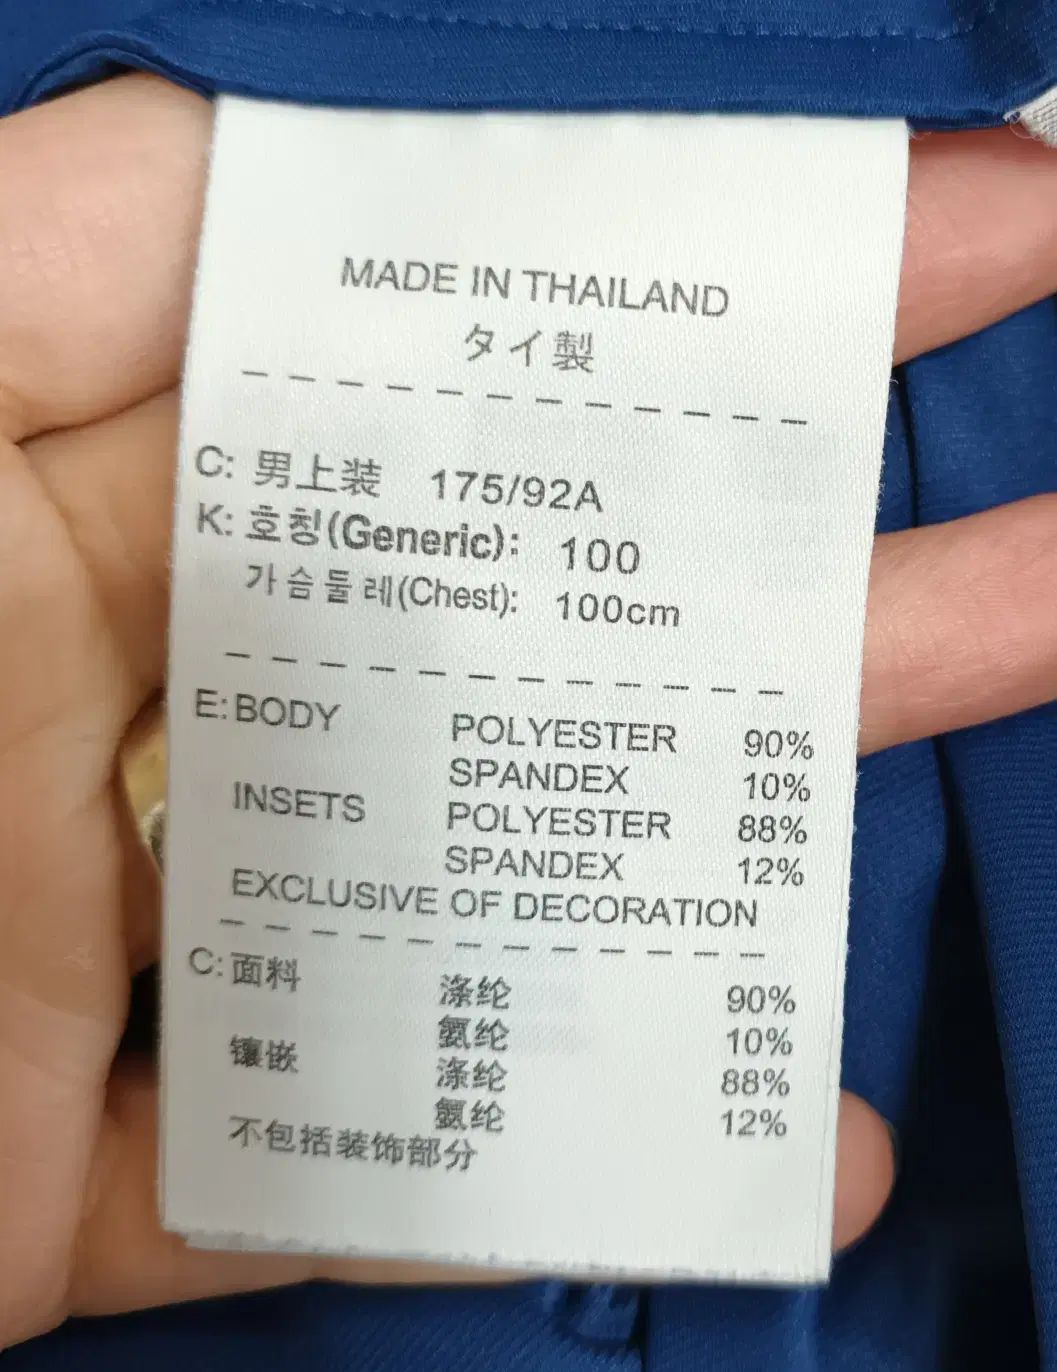 MADE IN THAILAND
タイ製
C: 男上装 175/92A
K: 호칭(Generic): 100
가슴둘레(Chest): 100cm
E: BODY POLYESTER 90%
SPANDEX 10%
INSETS POLYESTER 88%
SPANDEX 12%
EXCLUSIVE OF DECORATION
C: 面料 涤纶 90%
氨纶 10%
镶嵌 涤纶 88%
氨纶 12%
不包括装饰部分